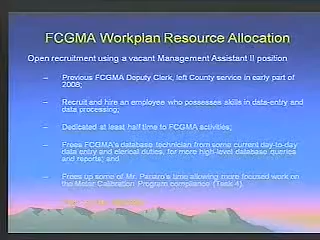 FCGMA Workplan Resource Allocation
Open recruitment using a vacant Management Assistant II position
– Previous FCGMA Deputy Clerk, left County service in early part of
2008;
– Recruit and hire an employee who possesses skills in data-entry and
data processing;
– Dedicated at least half time to FCGMA activities;
– Frees FCGMA's database technician from some current day-to-day
data entry and clerical duties, for more high-level database queries
and reports; and
– Frees up some of Mr. Panaro's time allowing more focused work on
the Meter Calibration Program compliance (Task 4).